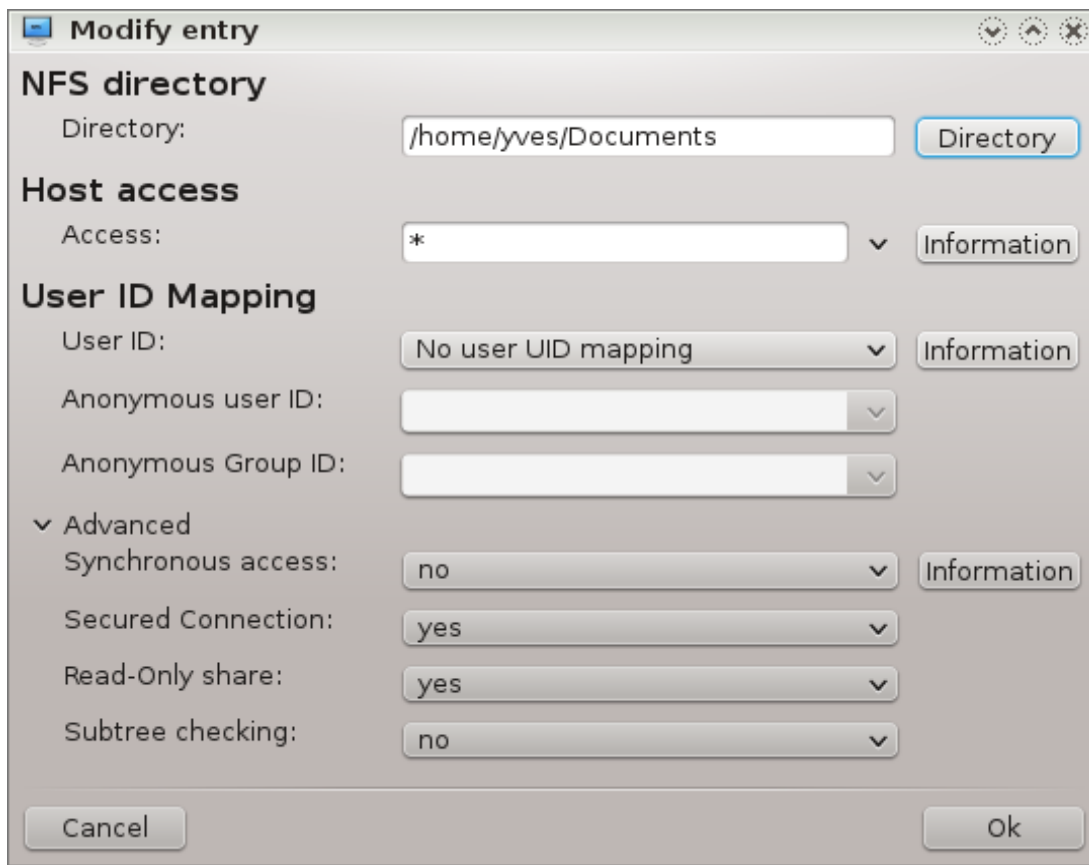 Modify entry
NFS directory
Directory: /home/yves/Documents Directory
Host access
Access: * Information
User ID Mapping
User ID: No user UID mapping Information
Anonymous user ID:
Anonymous Group ID:
Advanced
Synchronous access: no Information
Secured Connection: yes
Read-Only share: yes
Subtree checking: no
Cancel Ok